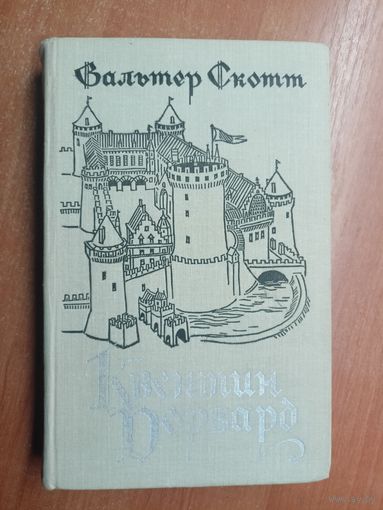 Вальтер Скотт
Квентин
Дорвард